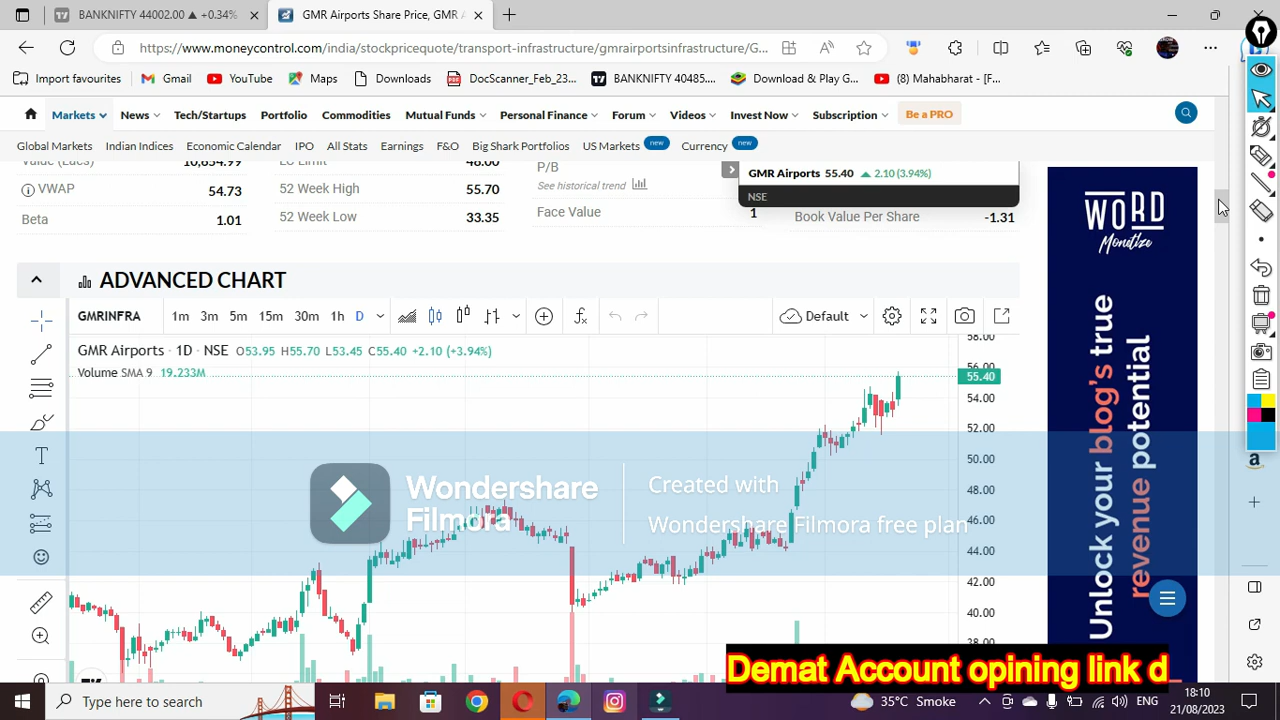 BANKNIFTY 44002.00 ▲ +0.34%
GMR Airports Share Price, GMR A
https://www.moneycontrol.com/india/stockpricequote/transport-infrastructure/gmrairportsinfrastructure/G...
Import favourites
Gmail
YouTube
Maps
Downloads
DocScanner_Feb_23...
BANKNIFTY 40485....
Download & Play G...
(8) Mahabharat - [F...
Markets
News
Tech/Startups
Portfolio
Commodities
Mutual Funds
Personal Finance
Forum
Videos
Invest Now
Subscription
Be a PRO
Global Markets
Indian Indices
Economic Calendar
IPO
All Stats
Earnings
F&O
Big Shark Portfolios
US Markets
new
Currency
new
VWAP 54.73
Beta 1.01
52 Week High 55.70
52 Week Low 33.35
P/B
See historical trend
Face Value 1
GMR Airports 55.40 ▲ 2.10 (3.94%)
NSE
Book Value Per Share -1.31
WORD
Monetize
Unlock your blog's true
revenue potential
ADVANCED CHART
GMRINFRA
1m 3m 5m 15m 30m 1h D
Default
GMR Airports · 1D · NSE O53.95 H55.70 L53.45 C55.40 +2.10 (+3.94%)
Volume SMA 9 19.233M
58.00
56.00
55.40
54.00
52.00
50.00
48.00
46.00
44.00
42.00
40.00
38.00
Wondershare
Filmora
Created with
Wondershare Filmora free plan
Demat Account opining link d_
Type here to search
35°C Smoke
ENG
18:10
21/08/2023